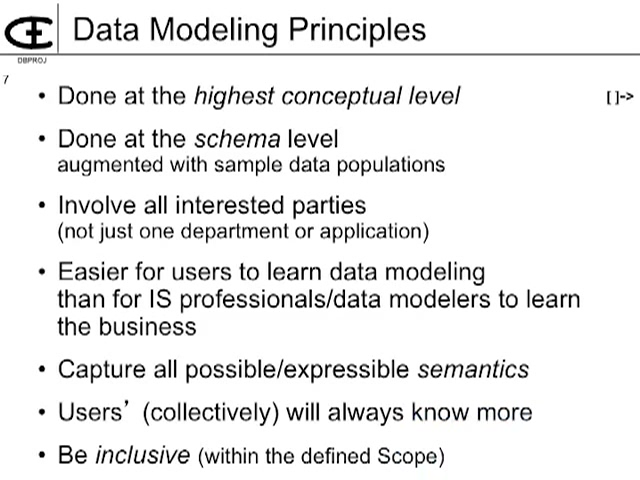 Data Modeling Principles
DBPROJ
7
• Done at the highest conceptual level
[ ]->
• Done at the schema level
augmented with sample data populations
• Involve all interested parties
(not just one department or application)
• Easier for users to learn data modeling
than for IS professionals/data modelers to learn
the business
• Capture all possible/expressible semantics
• Users’ (collectively) will always know more
• Be inclusive (within the defined Scope)